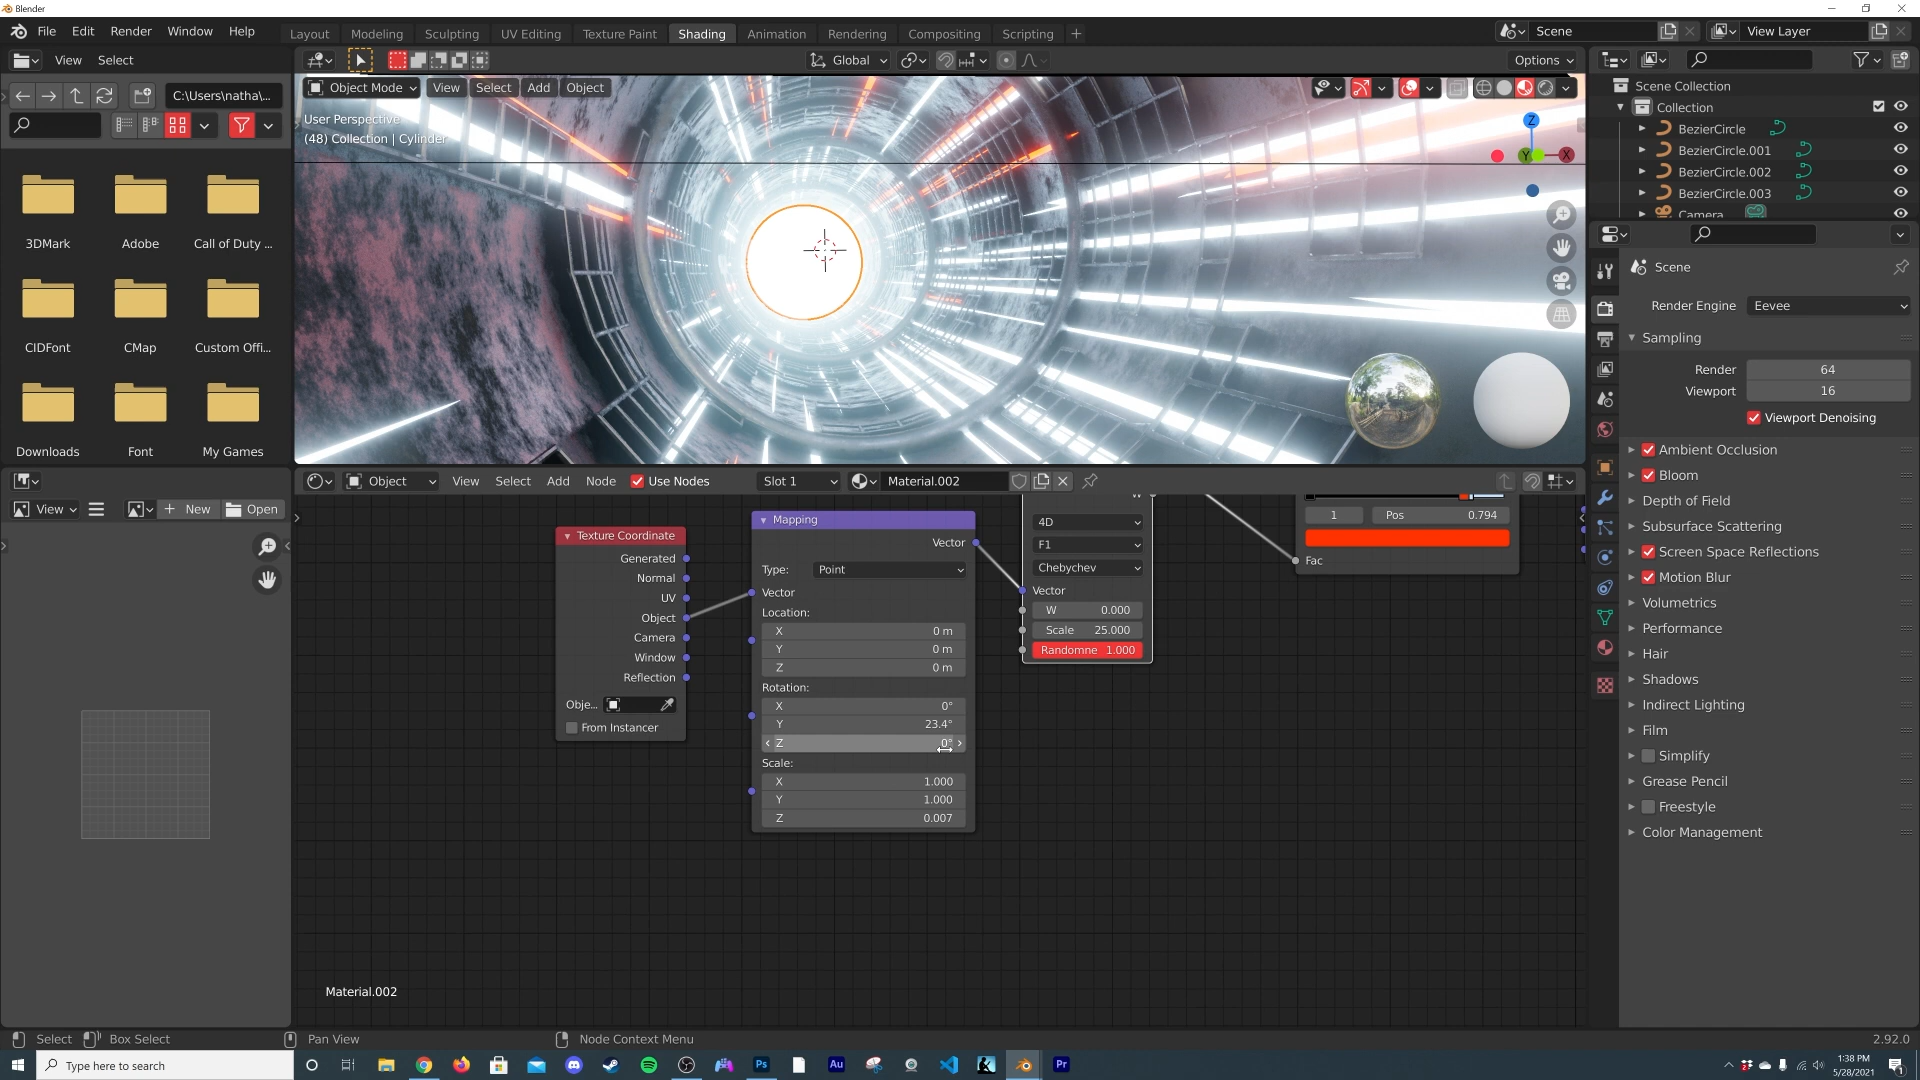 Blender
File Edit Render Window Help
Layout Modeling Sculpting UV Editing Texture Paint Shading Animation Rendering Compositing Scripting +
Scene
View Layer
View Select
Global
Options
C:\Users\natha\...
Object Mode View Select Add Object
User Perspective
(48) Collection | Cylinder
Z
Y
X
3DMark Adobe Call of Duty ...
CIDFont CMap Custom Offi...
Downloads Font My Games
Scene Collection
Collection
BezierCircle
BezierCircle.001
BezierCircle.002
BezierCircle.003
Camera
Scene
Render Engine Eevee
Sampling
Render 64
Viewport 16
Viewport Denoising
Ambient Occlusion
Bloom
Depth of Field
Subsurface Scattering
Screen Space Reflections
Motion Blur
Volumetrics
Performance
Hair
Shadows
Indirect Lighting
Film
Simplify
Grease Pencil
Freestyle
Color Management
View
New
Open
Object View Select Add Node Use Nodes Slot 1 Material.002
Texture Coordinate
Generated
Normal
UV
Object
Camera
Window
Reflection
Obje...
From Instancer
Mapping
Vector
Type: Point
Vector
Location:
X 0 m
Y 0 m
Z 0 m
Rotation:
X 0°
Y 23.4°
Z 0°
Scale:
X 1.000
Y 1.000
Z 0.007
W
4D
F1
Chebychev
Vector
W 0.000
Scale 25.000
Randomne 1.000
1 Pos 0.794
Fac
Material.002
Select Box Select Pan View Node Context Menu 2.92.0
Type here to search
Ps
Au
Pr
1:38 PM
5/28/2021